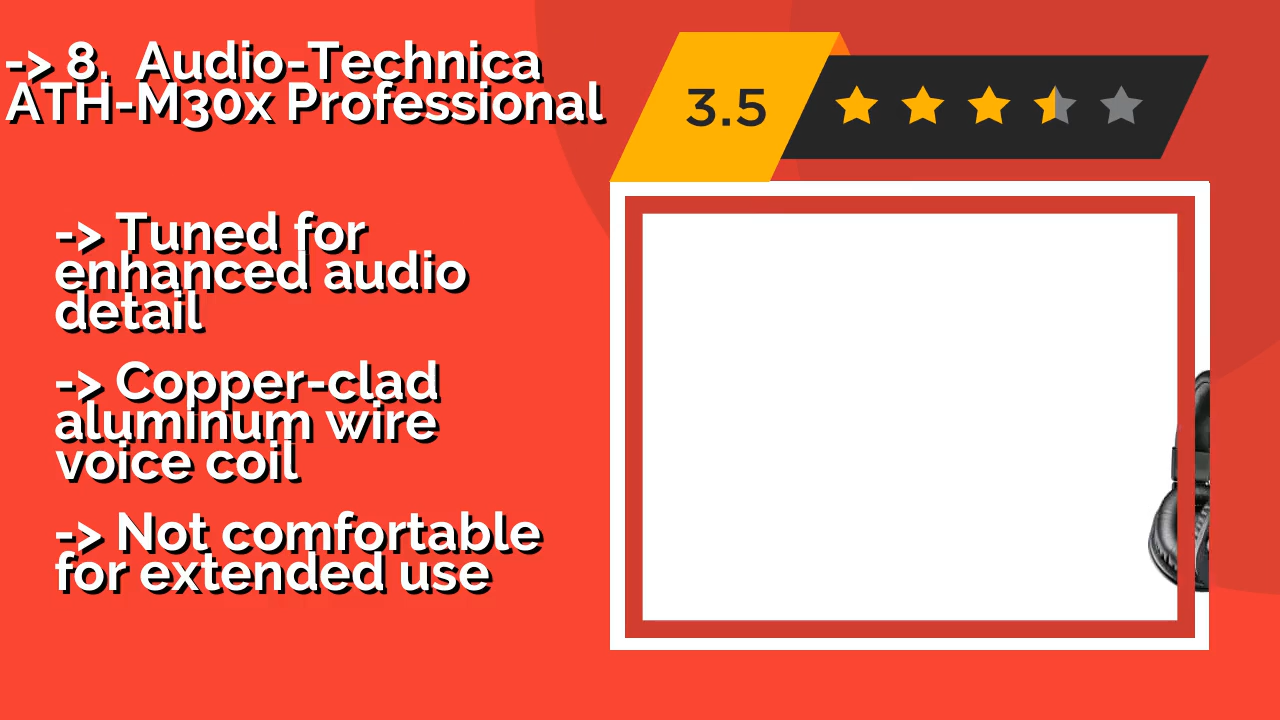 -> 8.  Audio-Technica
ATH-M30x Professional
3.5
-> Tuned for
enhanced audio
detail
-> Copper-clad
aluminum wire
voice coil
-> Not comfortable
for extended use